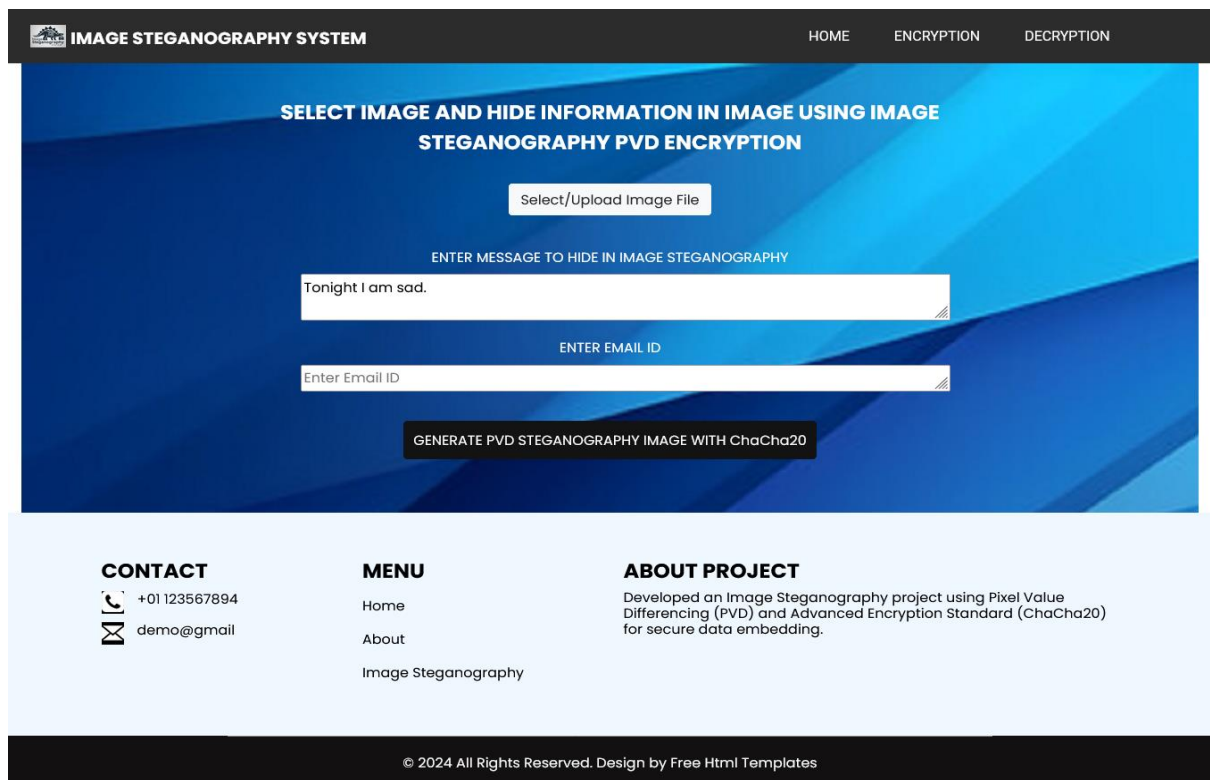 IMAGE STEGANOGRAPHY SYSTEM
HOME
ENCRYPTION
DECRYPTION
SELECT IMAGE AND HIDE INFORMATION IN IMAGE USING IMAGE
STEGANOGRAPHY PVD ENCRYPTION
Select/Upload Image File
ENTER MESSAGE TO HIDE IN IMAGE STEGANOGRAPHY
Tonight I am sad.
ENTER EMAIL ID
Enter Email ID
GENERATE PVD STEGANOGRAPHY IMAGE WITH ChaCha20
CONTACT
+01 123567894
demo@gmail
MENU
Home
About
Image Steganography
ABOUT PROJECT
Developed an Image Steganography project using Pixel Value
Differencing (PVD) and Advanced Encryption Standard (ChaCha20)
for secure data embedding.
© 2024 All Rights Reserved. Design by Free Html Templates